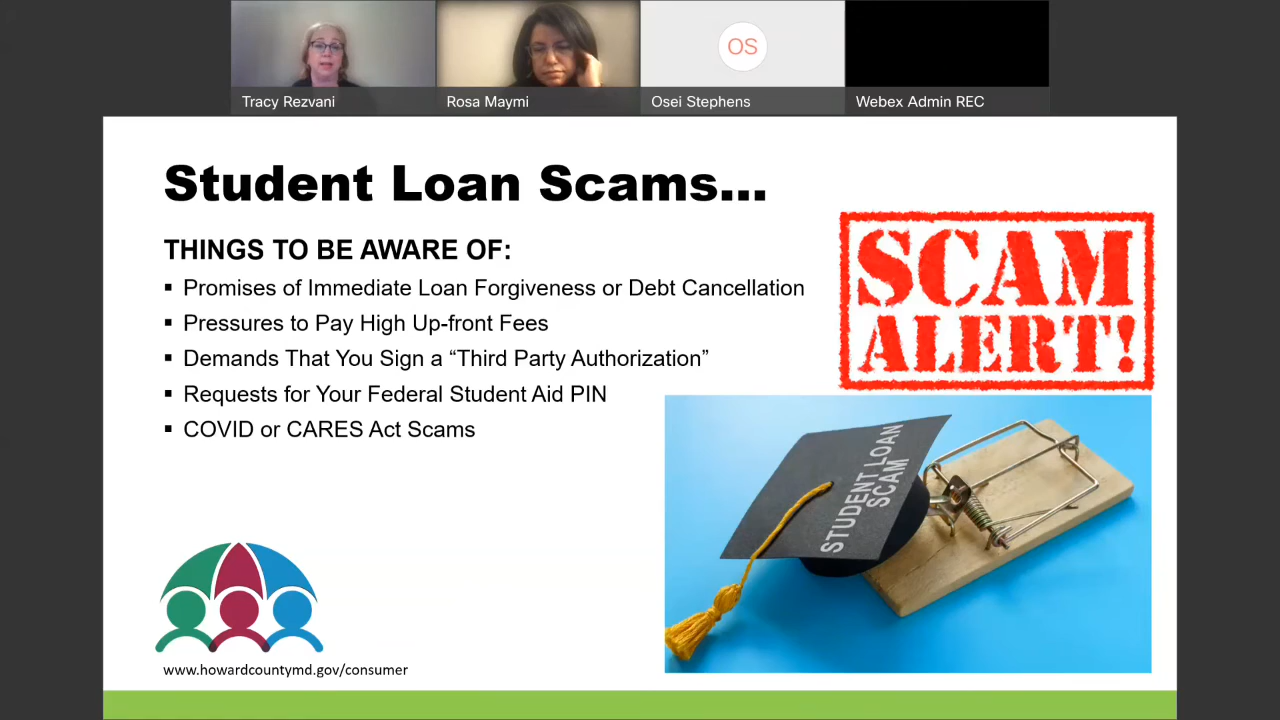 Tracy Rezvani
Rosa Maymi
OS
Osei Stephens
Webex Admin REC
Student Loan Scams...
THINGS TO BE AWARE OF:
▪ Promises of Immediate Loan Forgiveness or Debt Cancellation
▪ Pressures to Pay High Up-front Fees
▪ Demands That You Sign a “Third Party Authorization”
▪ Requests for Your Federal Student Aid PIN
▪ COVID or CARES Act Scams
SCAM
ALERT!
STUDENT LOAN
SCAM
www.howardcountymd.gov/consumer